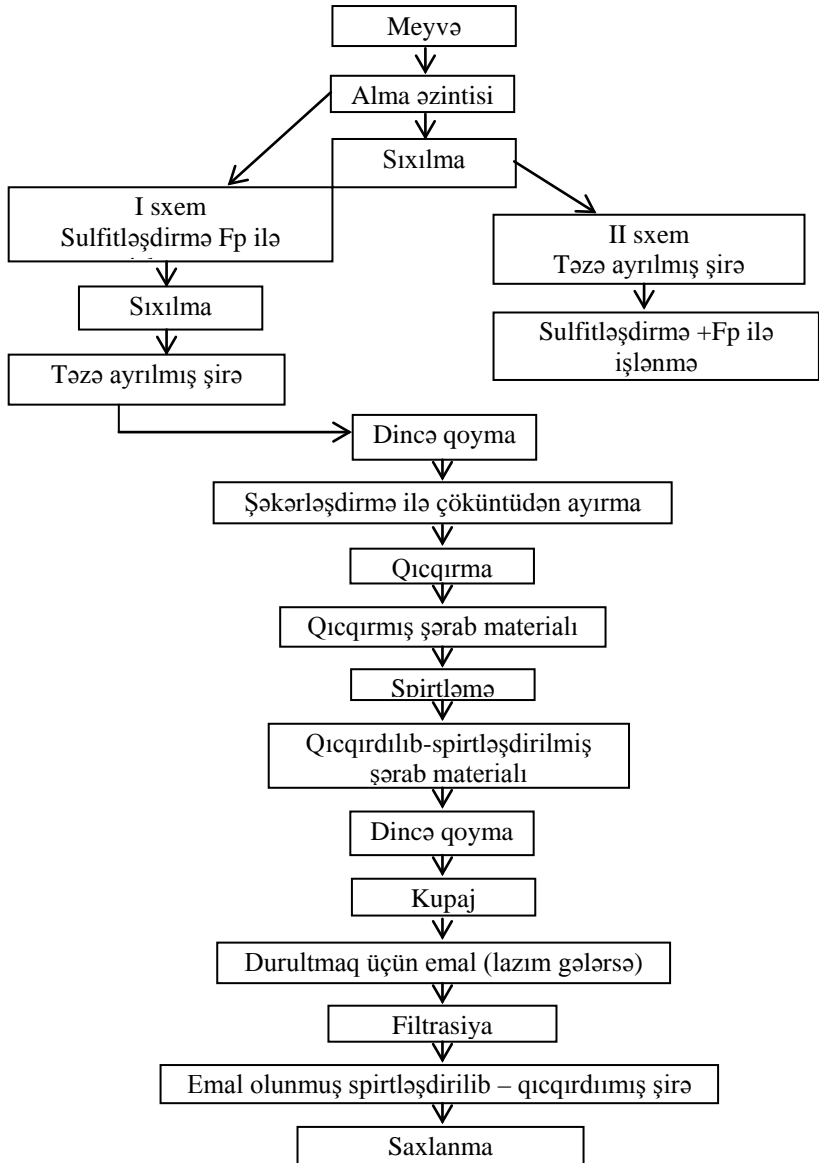 Meyvə
Alma əzintisi
Sıxılma
I sxem
Sulfitləşdirmə Fp ilə
II sxem
Təzə ayrılmış şirə
Sıxılma
Sulfitləşdirmə +Fp ilə
işlənmə
Təzə ayrılmış şirə
Dincə qoyma
Şəkərləşdirmə ilə çöküntüdən ayırma
Qıcqırma
Qıcqırmış şərab materialı
Spirtləmə
Qıcqırdılıb-spirtləşdirilmiş
şərab materialı
Dincə qoyma
Kupaj
Durultmaq üçün emal (lazım gələrsə)
Filtrasiya
Emal olunmuş spirtləşdirilib – qıcqırdıımış şirə
Saxlanma